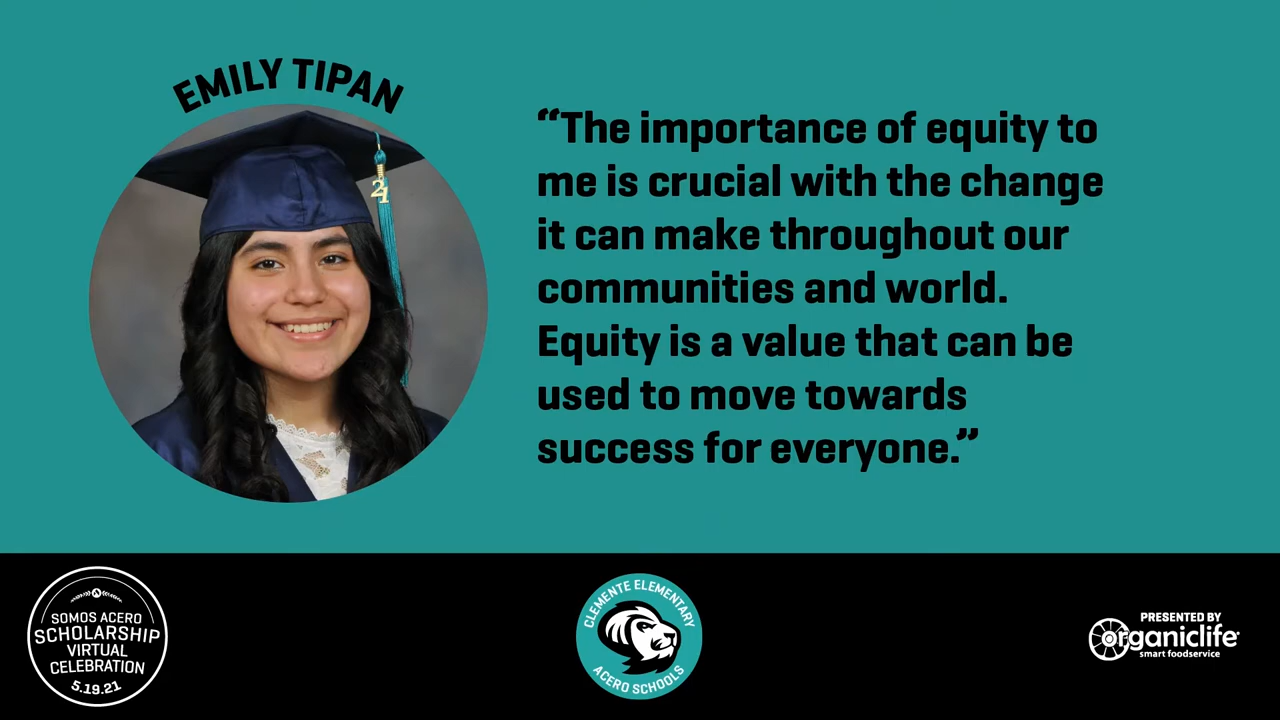 EMILY TIPAN
21
“The importance of equity to
me is crucial with the change
it can make throughout our
communities and world.
Equity is a value that can be
used to move towards
success for everyone.”
SOMOS ACERO
SCHOLARSHIP
VIRTUAL
CELEBRATION
5.19.21
CLEMENTE ELEMENTARY
ACERO SCHOOLS
PRESENTED BY
organiclife
smart foodservice